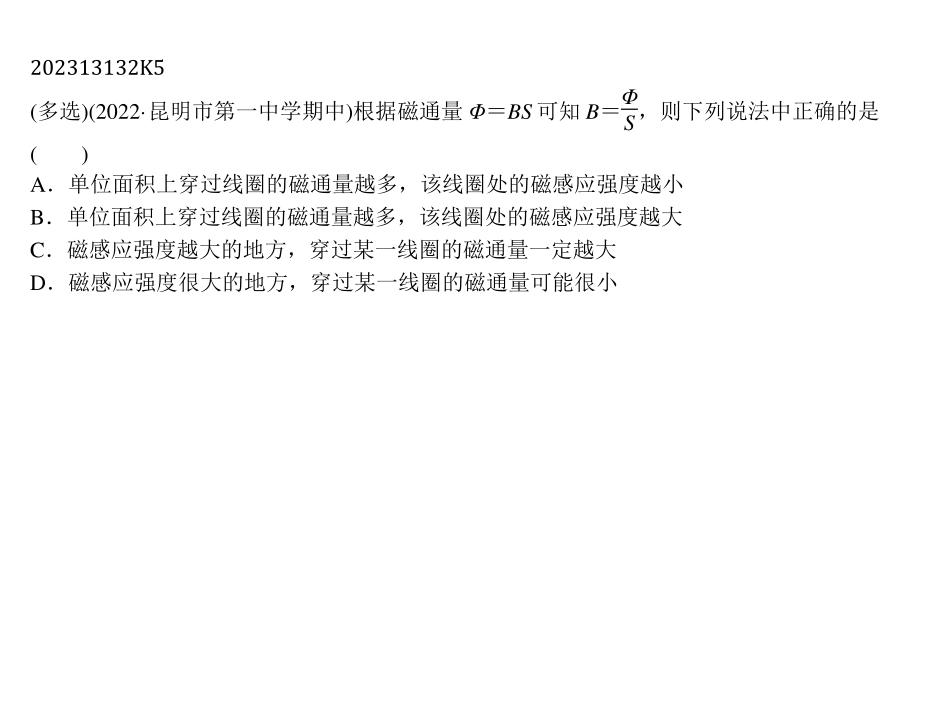 202313132K5
(多选)(2022·昆明市第一中学期中)根据磁通量 Φ=BS 可知 B=Φ/S，则下列说法中正确的是
(  )
A．单位面积上穿过线圈的磁通量越多，该线圈处的磁感应强度越小
B．单位面积上穿过线圈的磁通量越多，该线圈处的磁感应强度越大
C．磁感应强度越大的地方，穿过某一线圈的磁通量一定越大
D．磁感应强度很大的地方，穿过某一线圈的磁通量可能很小